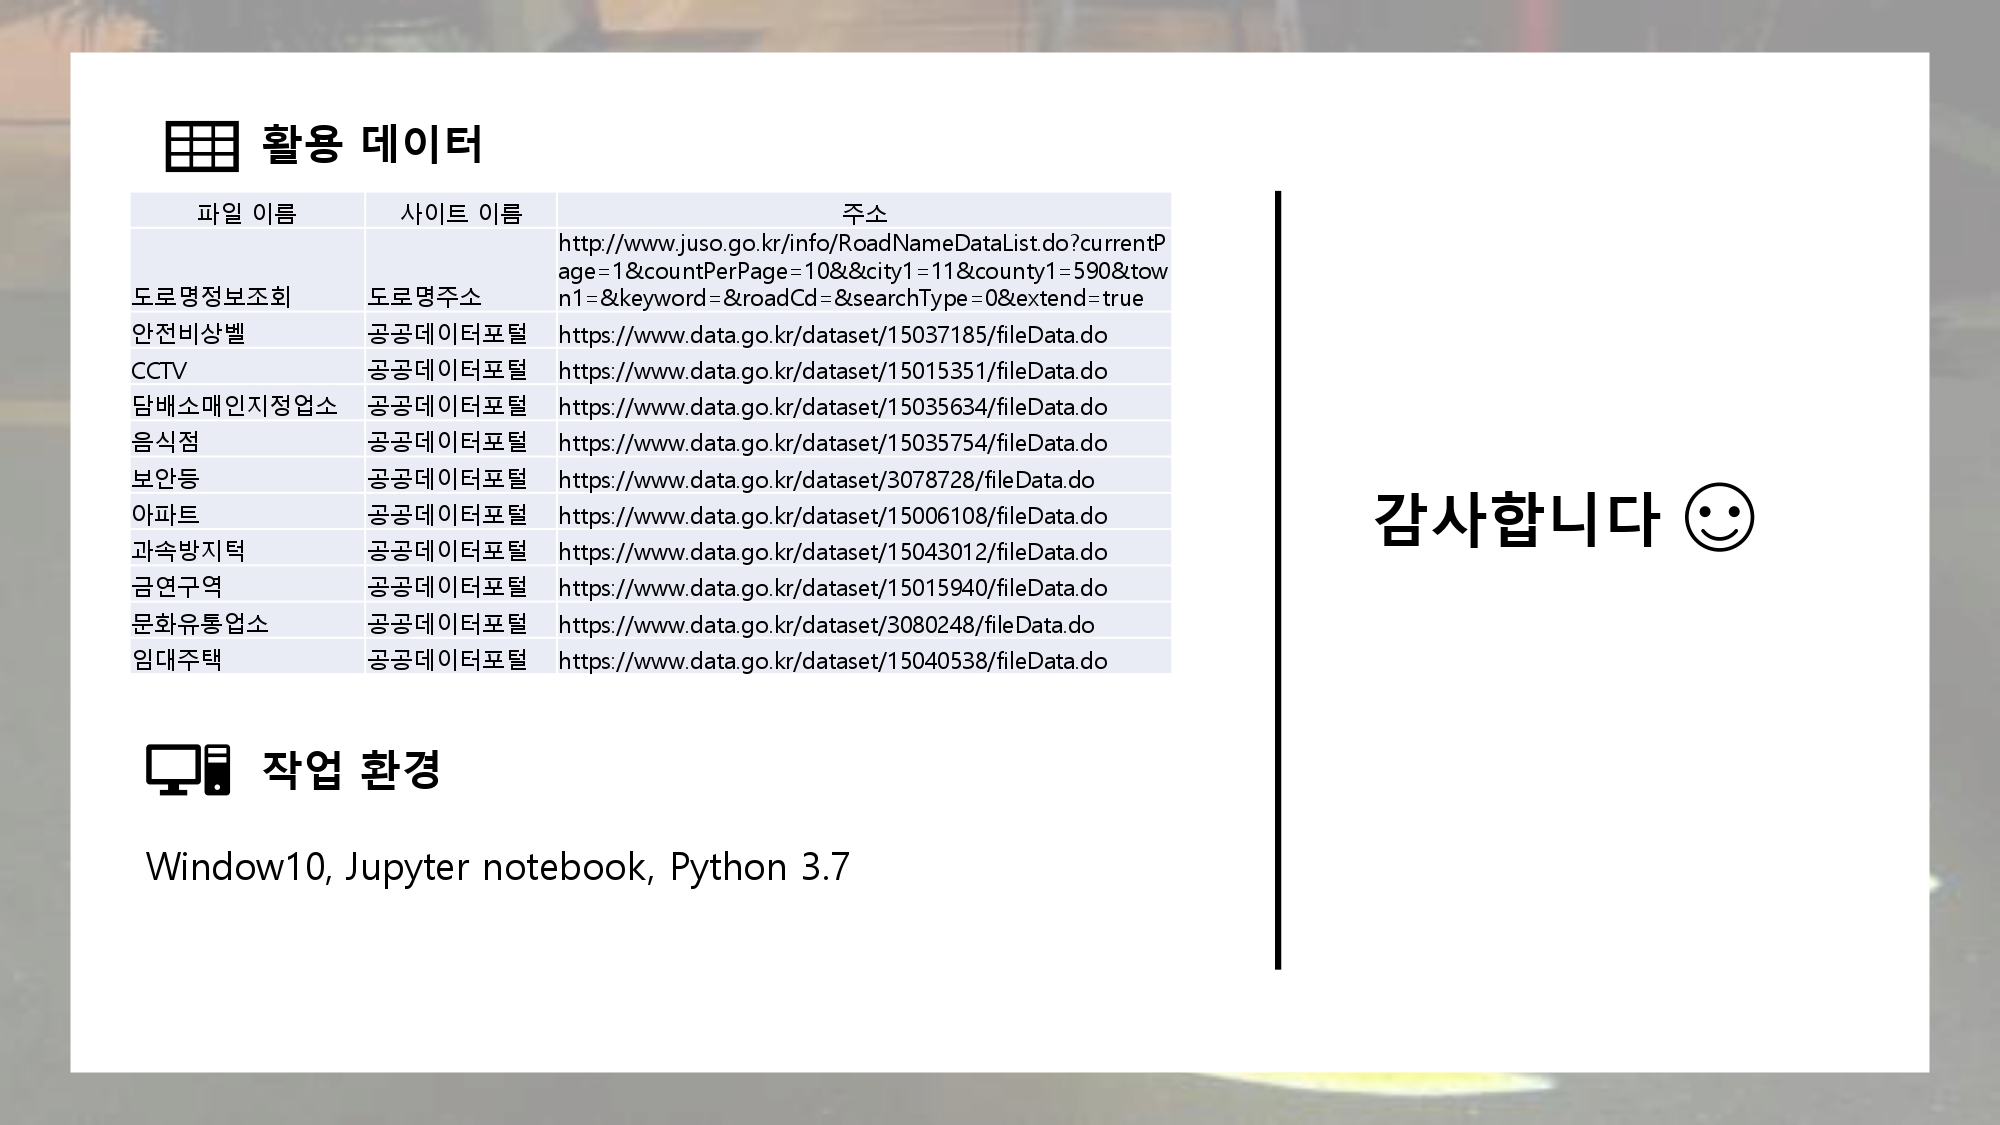 활용 데이터
파일 이름 사이트 이름 주소
도로명정보조회 도로명주소 http://www.juso.go.kr/info/RoadNameDataList.do?currentP
age=1&countPerPage=10&&city1=11&county1=590&tow
n1=&keyword=&roadCd=&searchType=0&extend=true
안전비상벨 공공데이터포털 https://www.data.go.kr/dataset/15037185/fileData.do
CCTV 공공데이터포털 https://www.data.go.kr/dataset/15015351/fileData.do
담배소매인지정업소 공공데이터포털 https://www.data.go.kr/dataset/15035634/fileData.do
음식점 공공데이터포털 https://www.data.go.kr/dataset/15035754/fileData.do
보안등 공공데이터포털 https://www.data.go.kr/dataset/3078728/fileData.do
아파트 공공데이터포털 https://www.data.go.kr/dataset/15006108/fileData.do
과속방지턱 공공데이터포털 https://www.data.go.kr/dataset/15043012/fileData.do
금연구역 공공데이터포털 https://www.data.go.kr/dataset/15015940/fileData.do
문화유통업소 공공데이터포털 https://www.data.go.kr/dataset/3080248/fileData.do
임대주택 공공데이터포털 https://www.data.go.kr/dataset/15040538/fileData.do
작업 환경
Window10, Jupyter notebook, Python 3.7
감사합니다